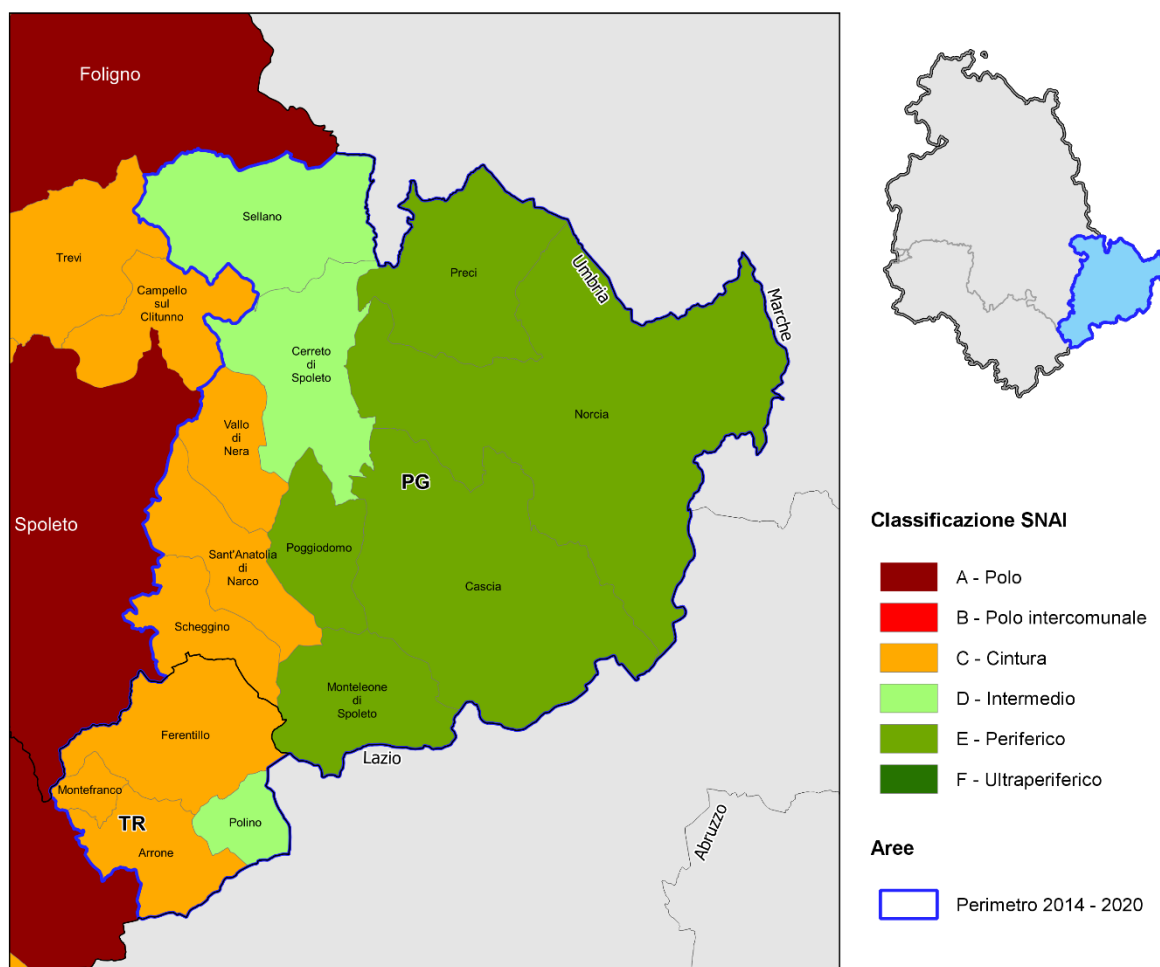 Foligno
Sellano
Trevi
Campello
sul
Clitunno
Preci
Umbria
Marche
Cerreto
di
Spoleto
Norcia
Vallo
di
Nera
PG
Spoleto
Sant'Anatolia
di
Narco
Poggiodomo
Cascia
Scheggino
Monteleone
di
Spoleto
Ferentillo
Lazio
Montefranco
TR
Polino
Arrone
Abruzzo
Classificazione SNAI
A - Polo
B - Polo intercomunale
C - Cintura
D - Intermedio
E - Periferico
F - Ultraperiferico
Aree
Perimetro 2014 - 2020